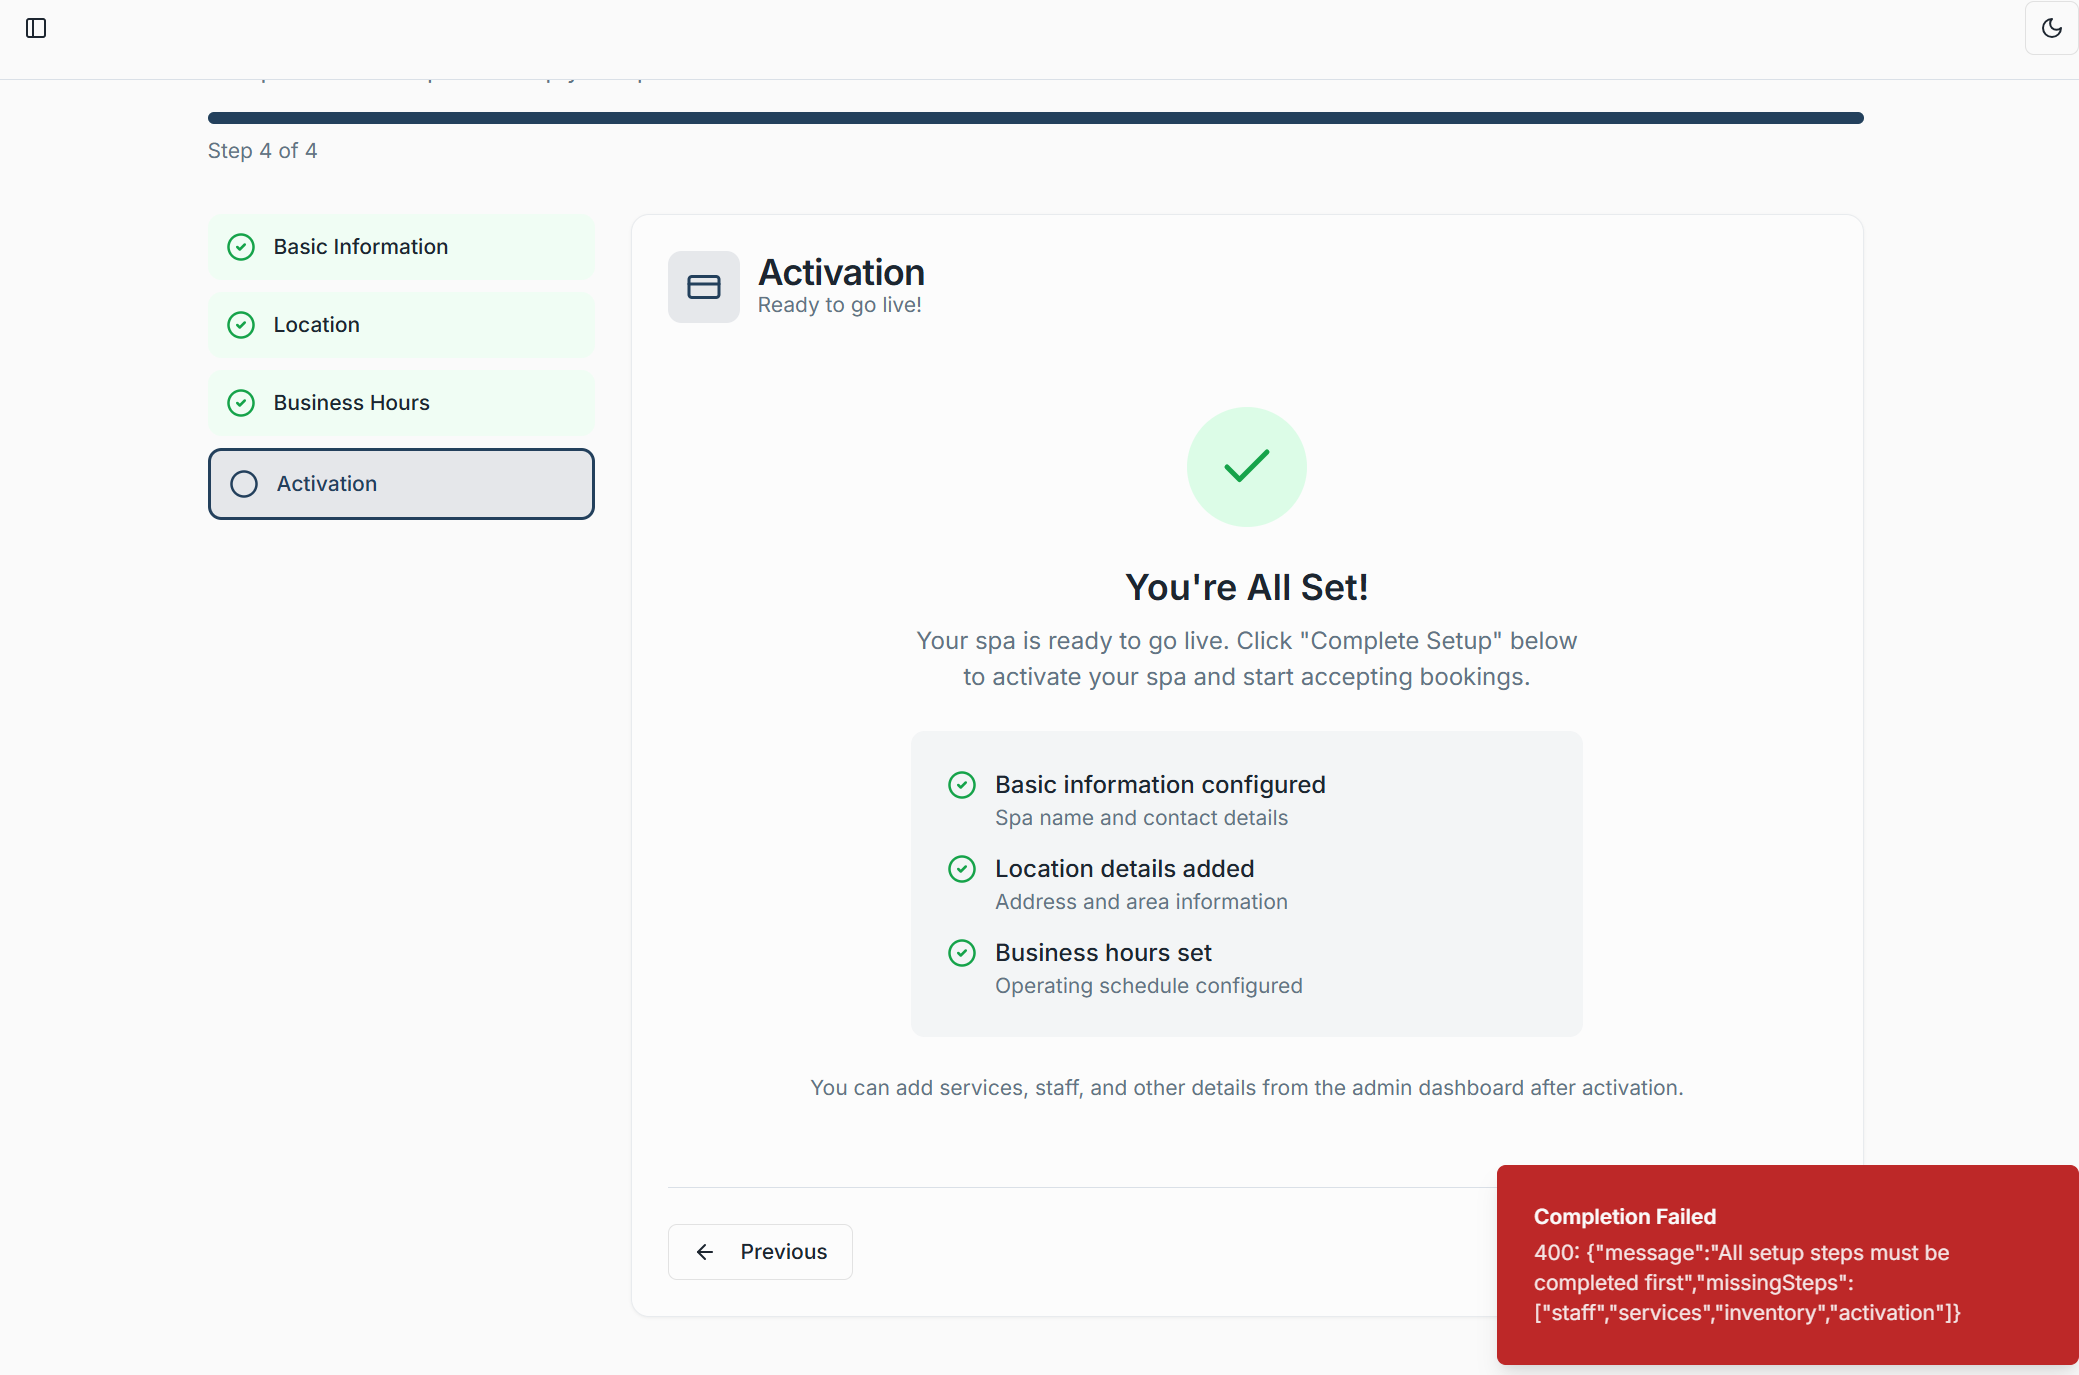 Step 4 of 4
Basic Information
Location
Business Hours
Activation
Activation
Ready to go live!
You're All Set!
Your spa is ready to go live. Click "Complete Setup" below
to activate your spa and start accepting bookings.
Basic information configured
Spa name and contact details
Location details added
Address and area information
Business hours set
Operating schedule configured
You can add services, staff, and other details from the admin dashboard after activation.
Previous
Completion Failed
400: {"message":"All setup steps must be
completed first","missingSteps":
["staff","services","inventory","activation"]}